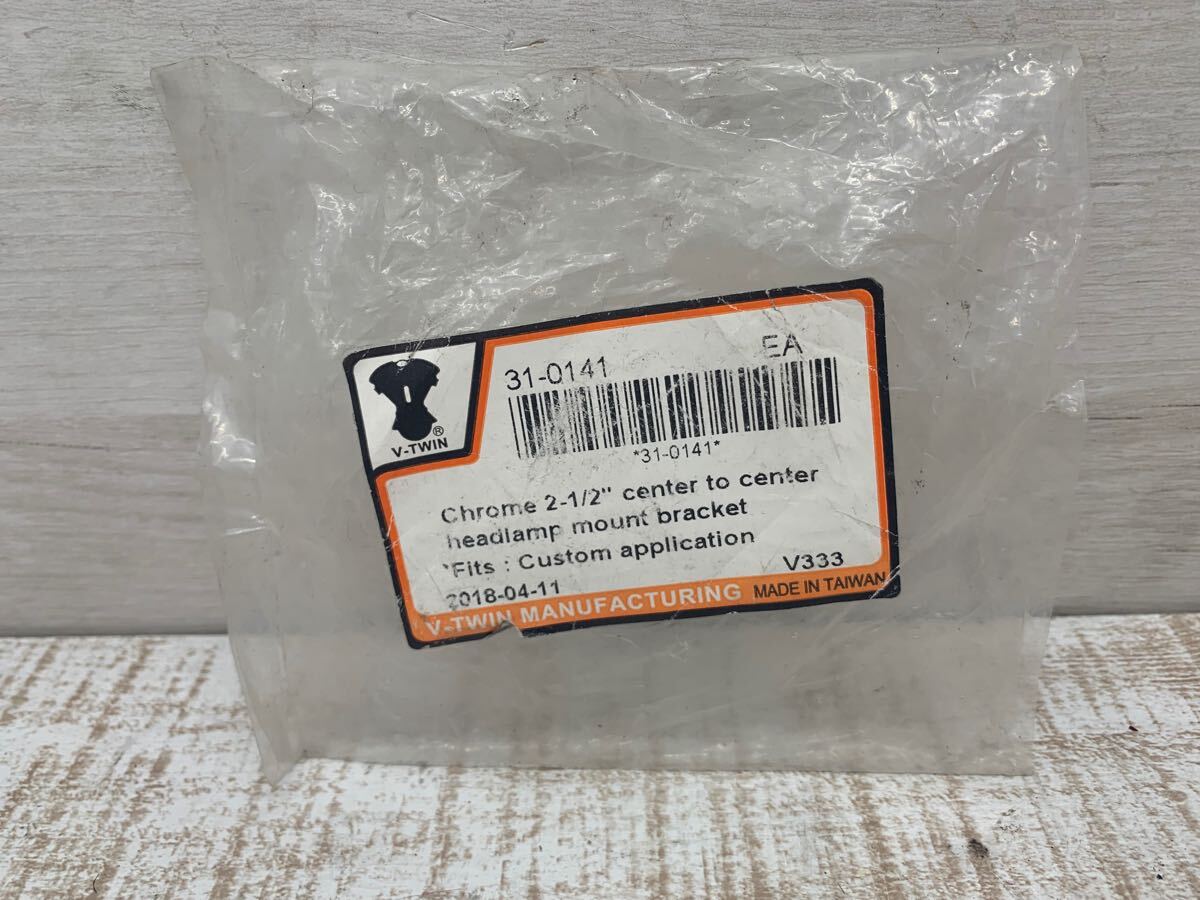 31-0141
EA
*31-0141*
®
V-TWIN
Chrome 2-1/2" center to center
headlamp mount bracket
*Fits : Custom application
2018-04-11
V333
V-TWIN MANUFACTURING MADE IN TAIWAN